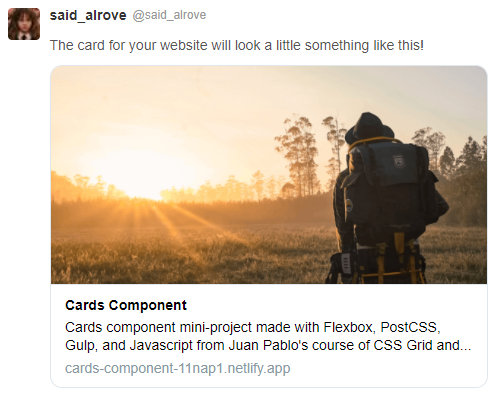 said_alrove @said_alrove
The card for your website will look a little something like this!
Cards Component
Cards component mini-project made with Flexbox, PostCSS,
Gulp, and Javascript from Juan Pablo's course of CSS Grid and...
cards-component-11nap1.netlify.app